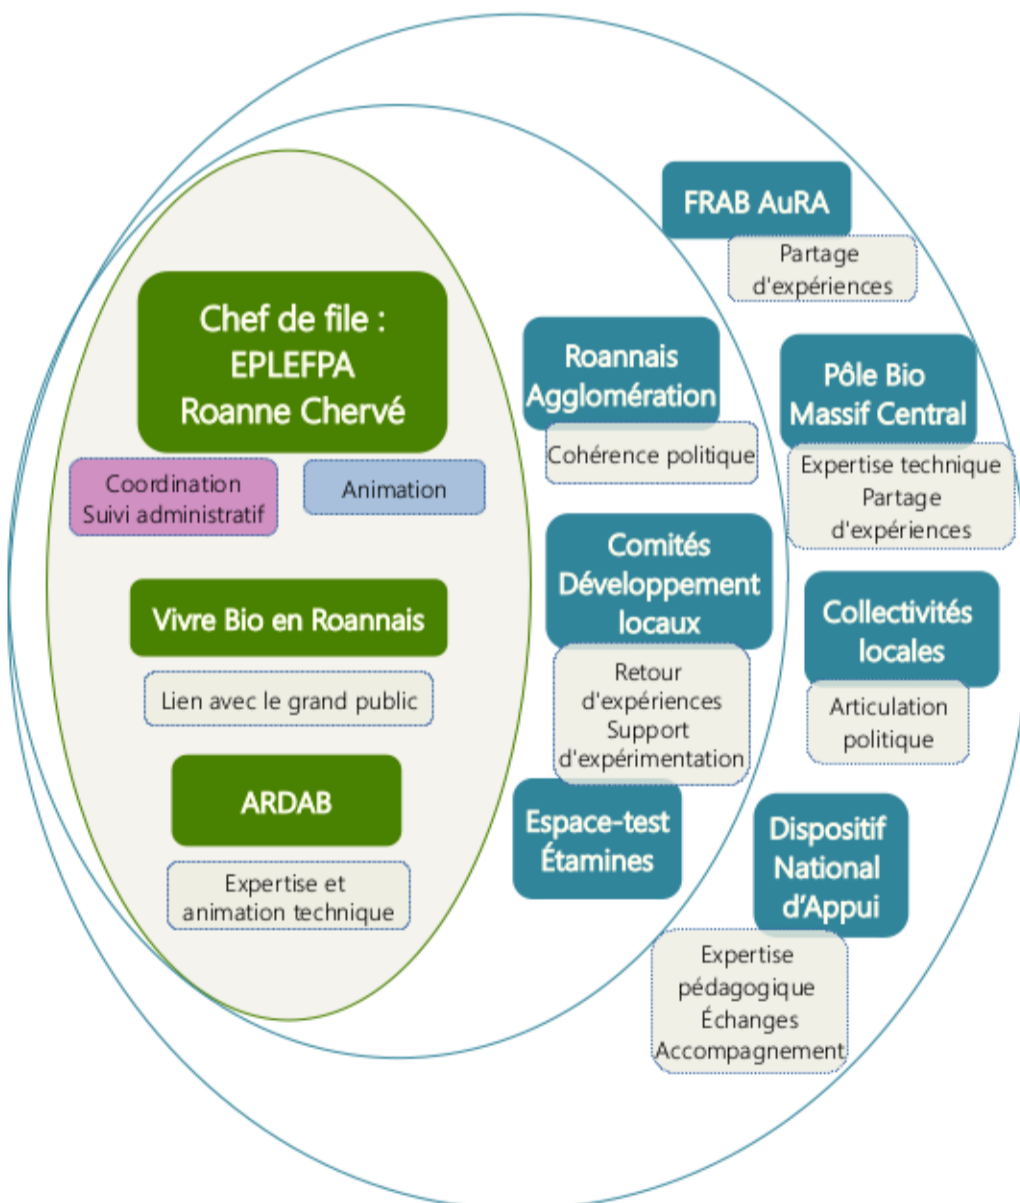 Chef de file :
EPLEFPA
Roanne Chervé
Coordination
Suivi administratif
Animation
Vivre Bio en Roannais
Lien avec le grand public
ARDAB
Expertise et
animation technique
Roannais
Agglomération
Cohérence politique
Comités
Développement
locaux
Retour
d'expériences
Support
d'expérimentation
Espace-test
Étamines
FRAB AuRA
Partage
d'expériences
Pôle Bio
Massif Central
Expertise technique
Partage
d'expériences
Collectivités
locales
Articulation
politique
Dispositif
National
d’Appui
Expertise
pédagogique
Échanges
Accompagnement